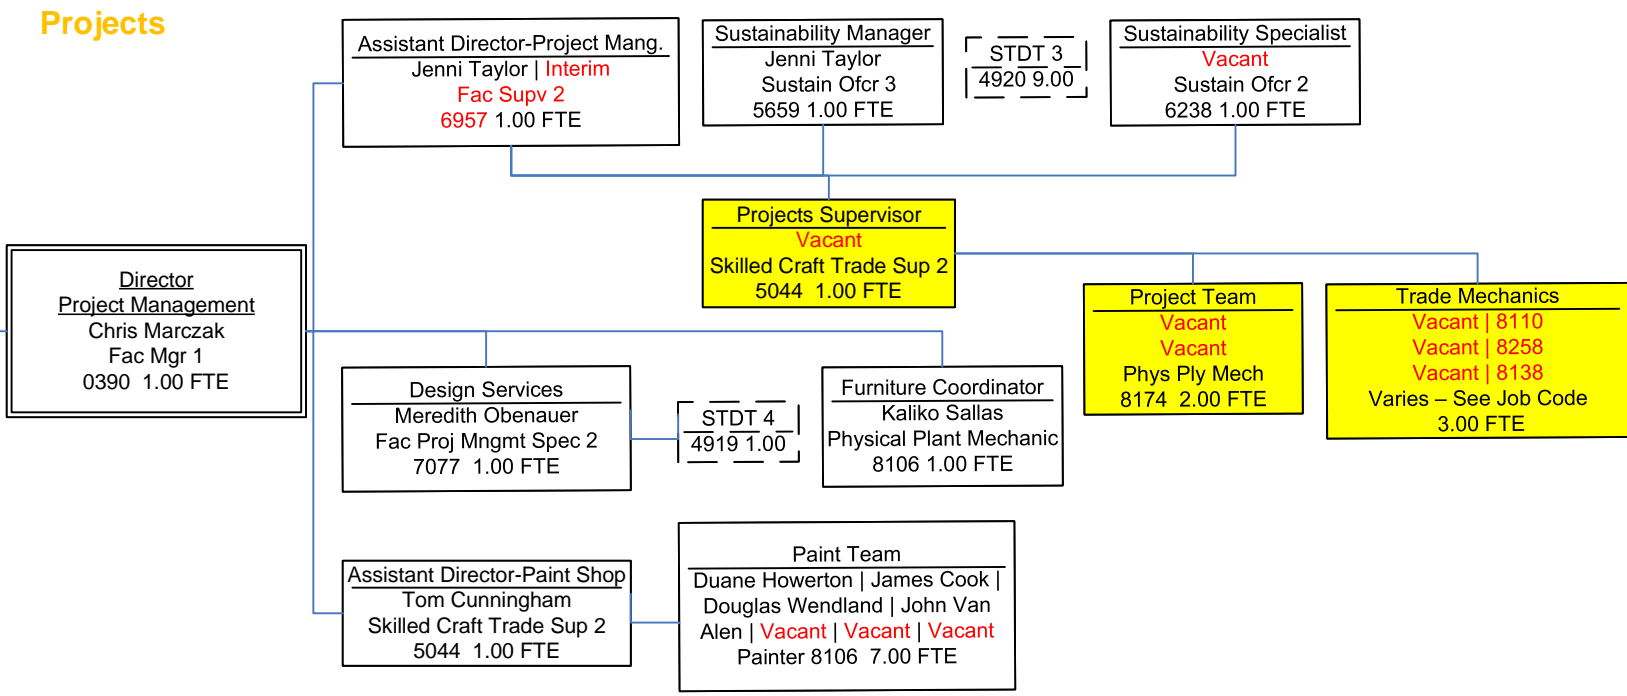 Projects
Assistant Director-Project Mang.
Jenni Taylor | Interim
Fac Supv 2
6957 1.00 FTE
Sustainability Manager
Jenni Taylor
Sustain Ofcr 3
5659 1.00 FTE
STDT 3
4920 9.00
Sustainability Specialist
Vacant
Sustain Ofcr 2
6238 1.00 FTE
Projects Supervisor
Vacant
Skilled Craft Trade Sup 2
5044 1.00 FTE
Director
Project Management
Chris Marczak
Fac Mgr 1
0390 1.00 FTE
Project Team
Vacant
Vacant
Phys Ply Mech
8174 2.00 FTE
Trade Mechanics
Vacant | 8110
Vacant | 8258
Vacant | 8138
Varies – See Job Code
3.00 FTE
Design Services
Meredith Obenauer
Fac Proj Mngmt Spec 2
7077 1.00 FTE
STDT 4
4919 1.00
Furniture Coordinator
Kaliko Sallas
Physical Plant Mechanic
8106 1.00 FTE
Assistant Director-Paint Shop
Tom Cunningham
Skilled Craft Trade Sup 2
5044 1.00 FTE
Paint Team
Duane Howerton | James Cook |
Douglas Wendland | John Van
Alen | Vacant | Vacant | Vacant
Painter 8106 7.00 FTE